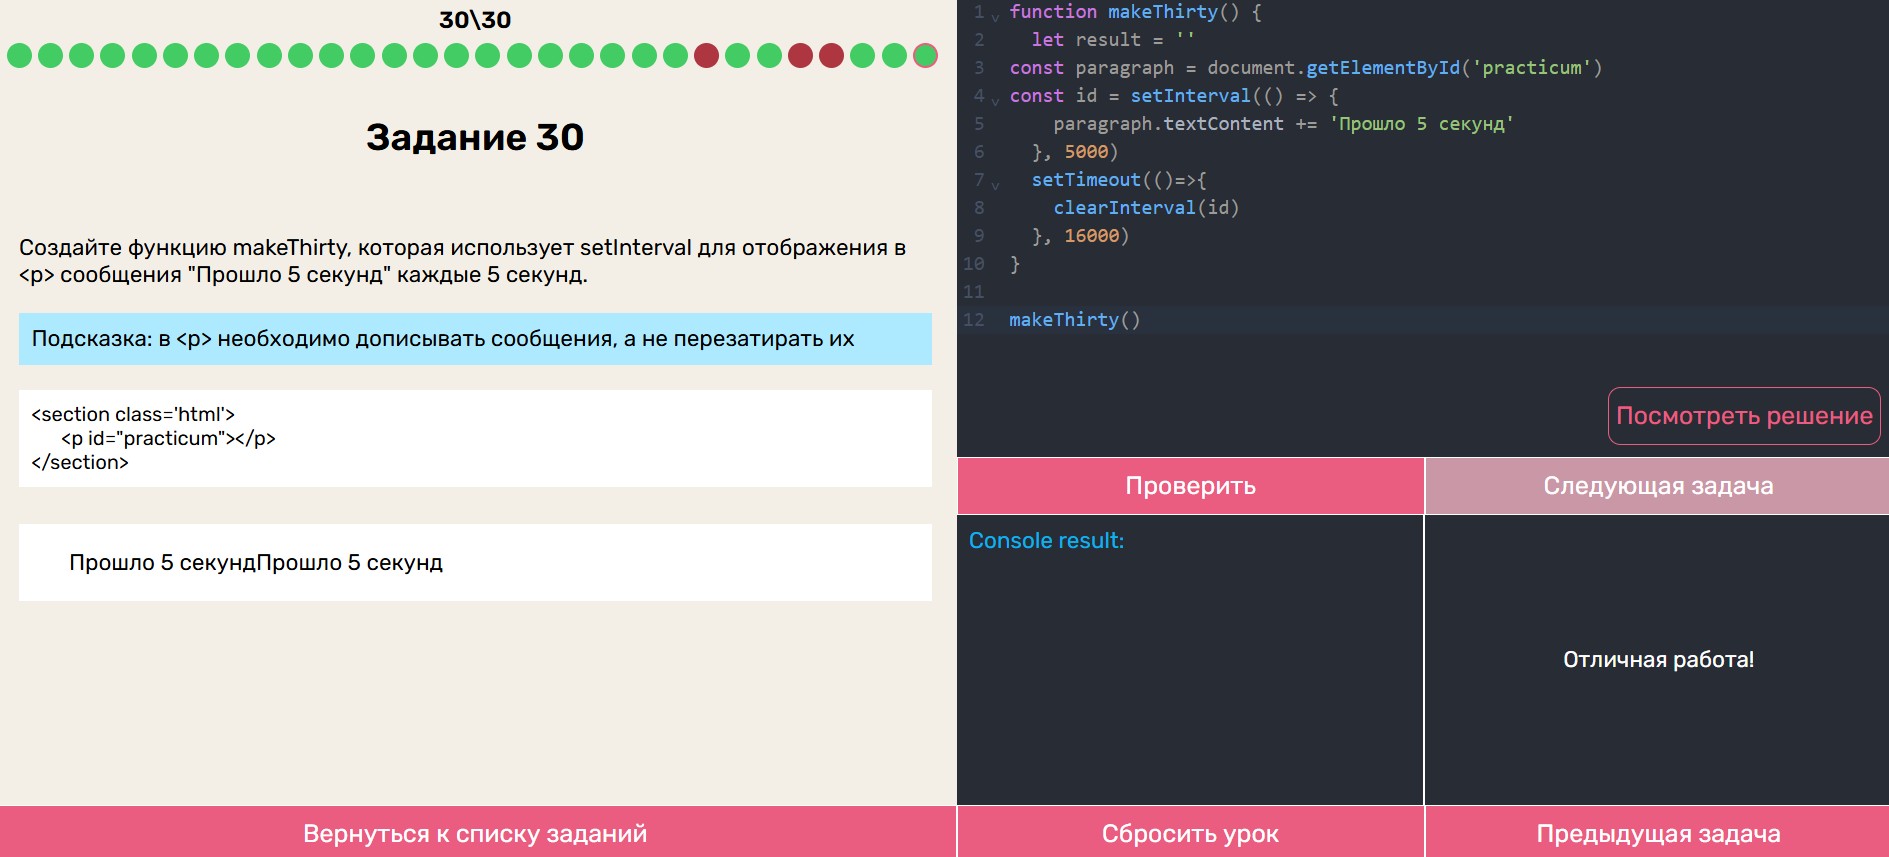 30\30
Задание 30
Создайте функцию makeThirty, которая использует setInterval для отображения в
<p> сообщения "Прошло 5 секунд" каждые 5 секунд.
Подсказка: в <p> необходимо дописывать сообщения, а не перезатирать их
<section class='html'>
<p id="practicum"></p>
</section>
Прошло 5 секундПрошло 5 секунд
Вернуться к списку заданий
1 function makeThirty() {
2 let result = ''
3 const paragraph = document.getElementById('practicum')
4 const id = setInterval(() => {
5 paragraph.textContent += 'Прошло 5 секунд'
6 }, 5000)
7 setTimeout(()=>{
8 clearInterval(id)
9 }, 16000)
10 }
11
12 makeThirty()
Посмотреть решение
Проверить
Следующая задача
Console result:
Отличная работа!
Сбросить урок
Предыдущая задача